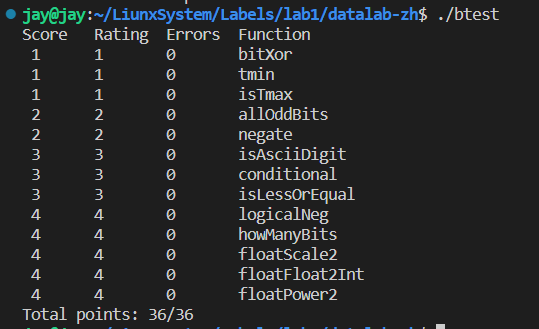 jay@jay:~/LiunxSystem/Labels/lab1/datalab-zh$ ./btest
Score Rating Errors Function
1 1 0 bitXor
1 1 0 tmin
1 1 0 isTmax
2 2 0 allOddBits
2 2 0 negate
3 3 0 isAsciiDigit
3 3 0 conditional
3 3 0 isLessOrEqual
4 4 0 logicalNeg
4 4 0 howManyBits
4 4 0 floatScale2
4 4 0 floatFloat2Int
4 4 0 floatPower2
Total points: 36/36